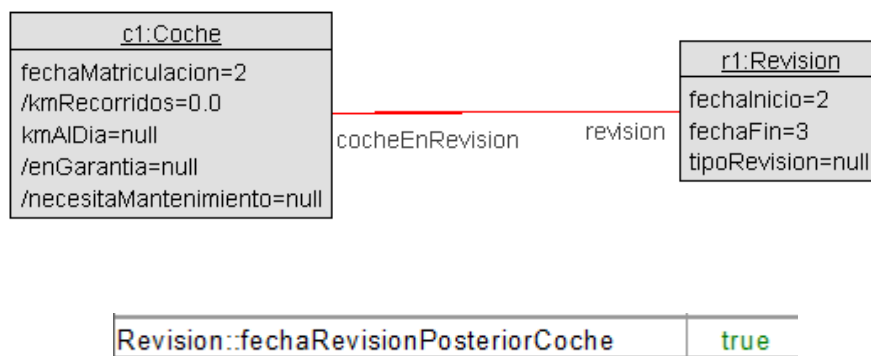 c1:Coche
fechaMatriculacion=2
/kmRecorridos=0.0
kmAlDia=null
/enGarantia=null
/necesitaMantenimiento=null
cocheEnRevision
revision
r1:Revision
fechaInicio=2
fechaFin=3
tipoRevision=null
Revision::fechaRevisionPosteriorCoche true